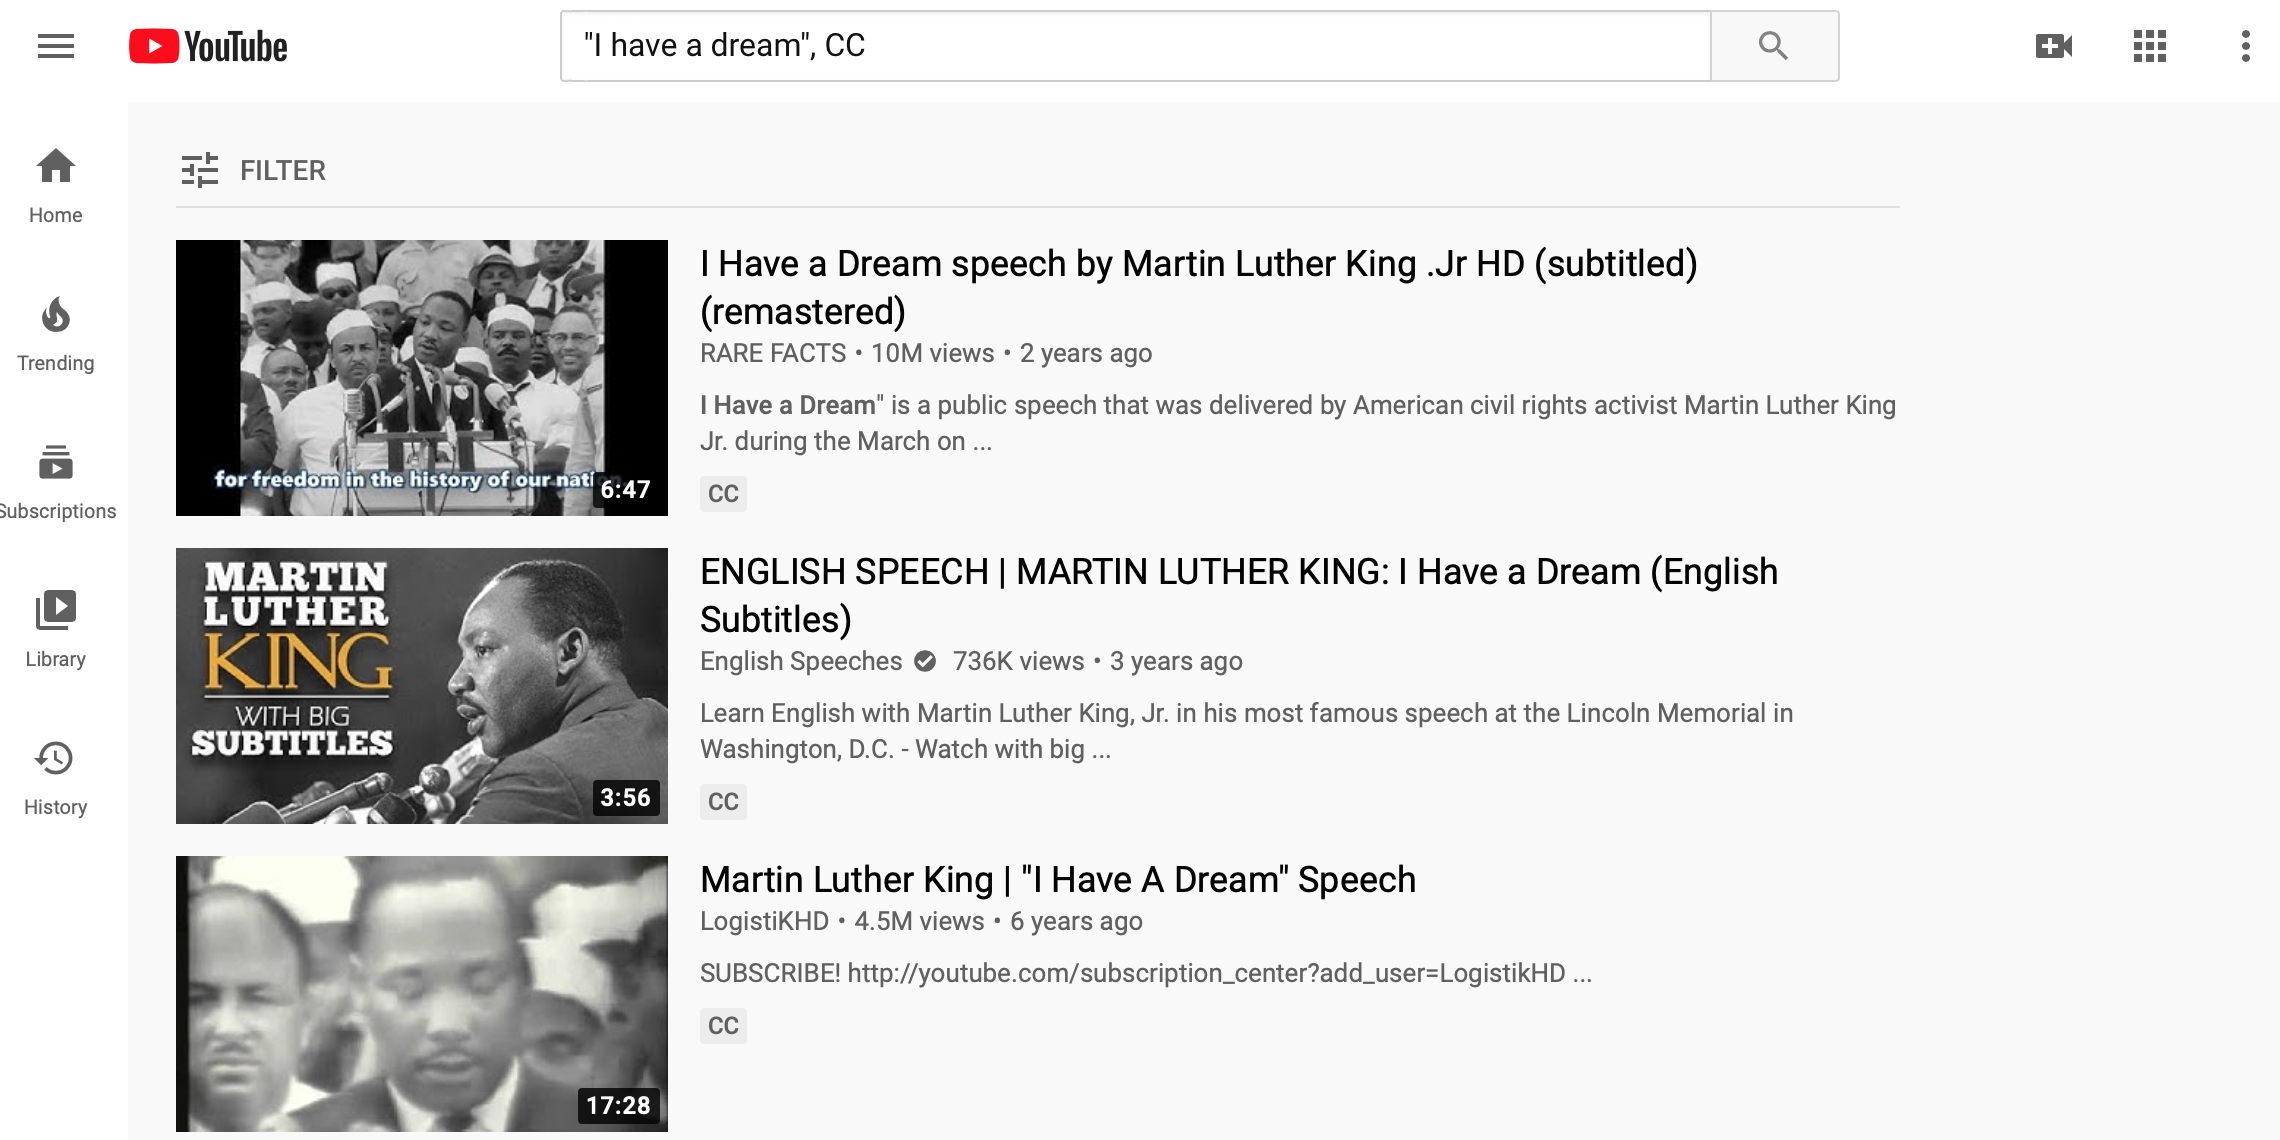 YouTube
"I have a dream", CC
Home
Trending
Subscriptions
Library
History
FILTER
for freedom in the history of our nati
6:47
I Have a Dream speech by Martin Luther King .Jr HD (subtitled)
(remastered)
RARE FACTS • 10M views • 2 years ago
I Have a Dream" is a public speech that was delivered by American civil rights activist Martin Luther King
Jr. during the March on ...
CC
MARTIN
LUTHER
KING
WITH BIG
SUBTITLES
3:56
ENGLISH SPEECH | MARTIN LUTHER KING: I Have a Dream (English
Subtitles)
English Speeches 736K views • 3 years ago
Learn English with Martin Luther King, Jr. in his most famous speech at the Lincoln Memorial in
Washington, D.C. - Watch with big ...
CC
17:28
Martin Luther King | "I Have A Dream" Speech
LogistiKHD • 4.5M views • 6 years ago
SUBSCRIBE! http://youtube.com/subscription_center?add_user=LogistikHD ...
CC